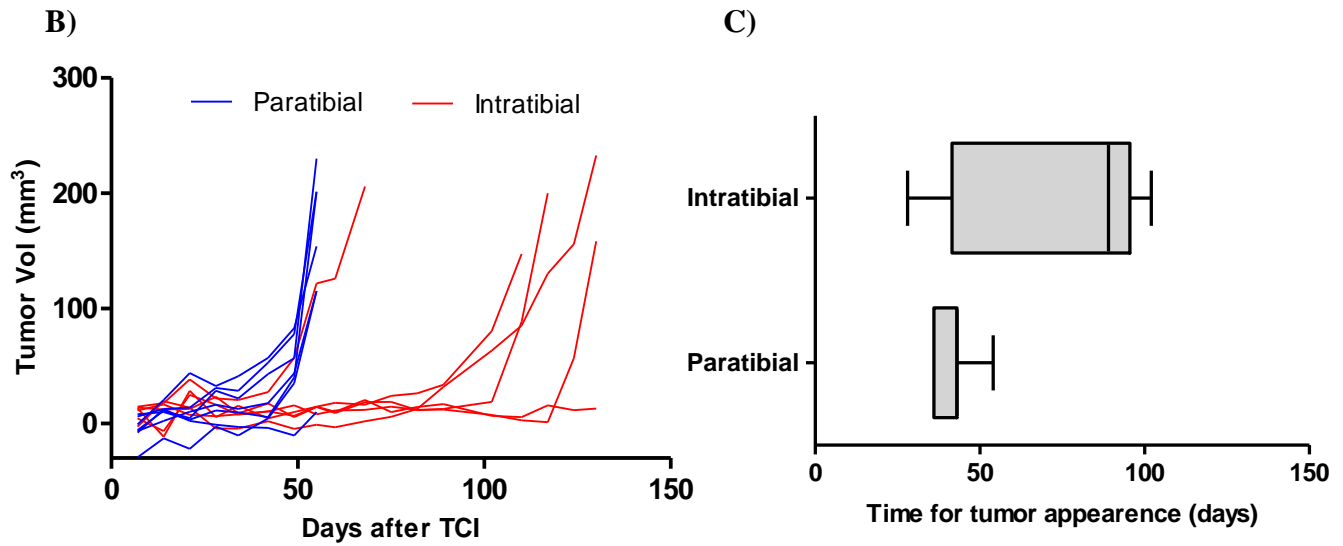 B)
300
200
100
0
Tumor Vol (mm³)
Paratibial
Intratibial
0 50 100 150
Days after TCI
C)
Intratibial
Paratibial
0 50 100 150
Time for tumor appearence (days)